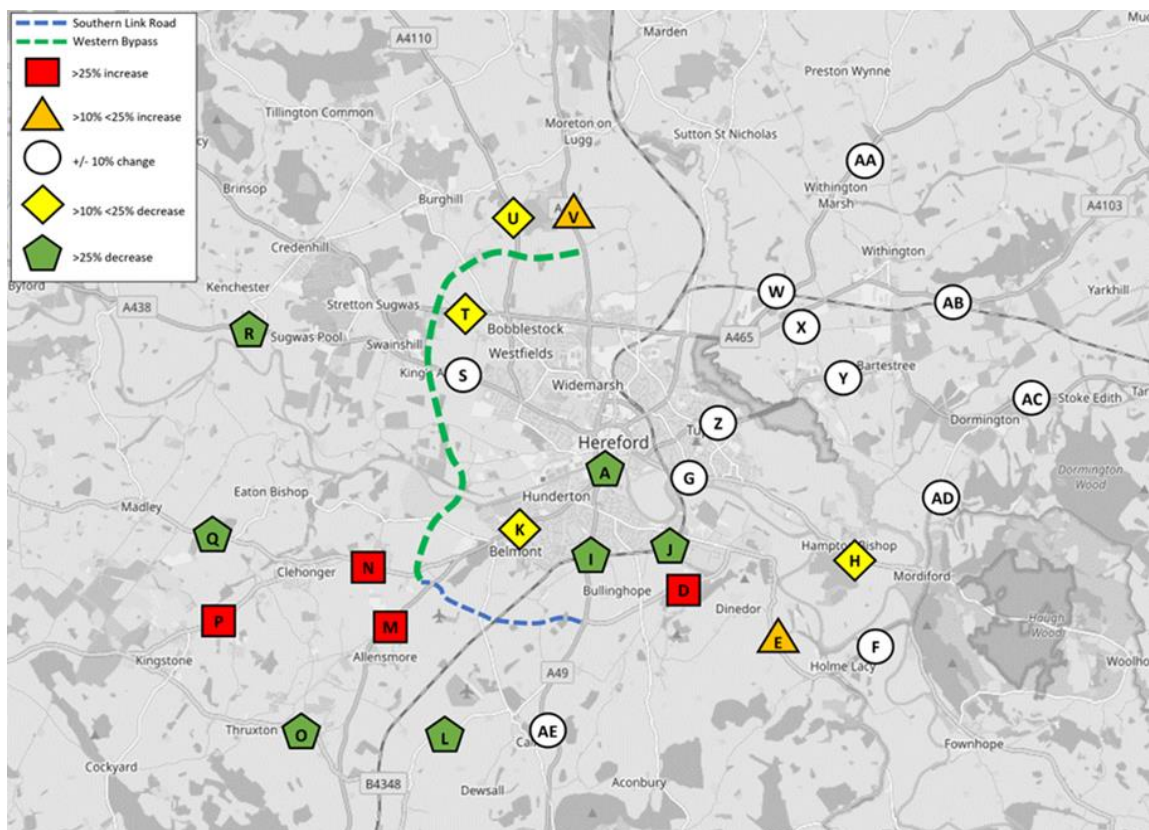 Southern Link Road
Western Bypass
>25% increase
>10% <25% increase
+/- 10% change
>10% <25% decrease
>25% decrease
A4110
Marden
Preston Wynne
Tillington Common
Moreton on
Lugg
Sutton St Nicholas
AA
Brinsop
Burghill
Withington
Marsh
A4103
U
V
Credenhill
Withington
Byford
Kenchester
A438
Stretton Sugwas
W
AB
Yarkhill
R
Sugwas Pool
T
Bobblestock
X
A465
Swainshill
Westfields
S
Widemarsh
Y
Bartestree
AC
Stoke Edith
Dormington
Z
Hereford
A
G
Dormington
Wood
Eaton Bishop
Hunderton
AD
Madley
Q
K
Belmont
I
J
Hampton Bishop
H
Mordiford
Clehonger
N
Bullinghope
D
Dinedor
P
M
E
F
Haugh
Wood
Kingstone
Allensmore
Holme Lacy
A49
Thruxton
O
L
AE
Fownhope
Cockyard
B4348
Dewsall
Aconbury